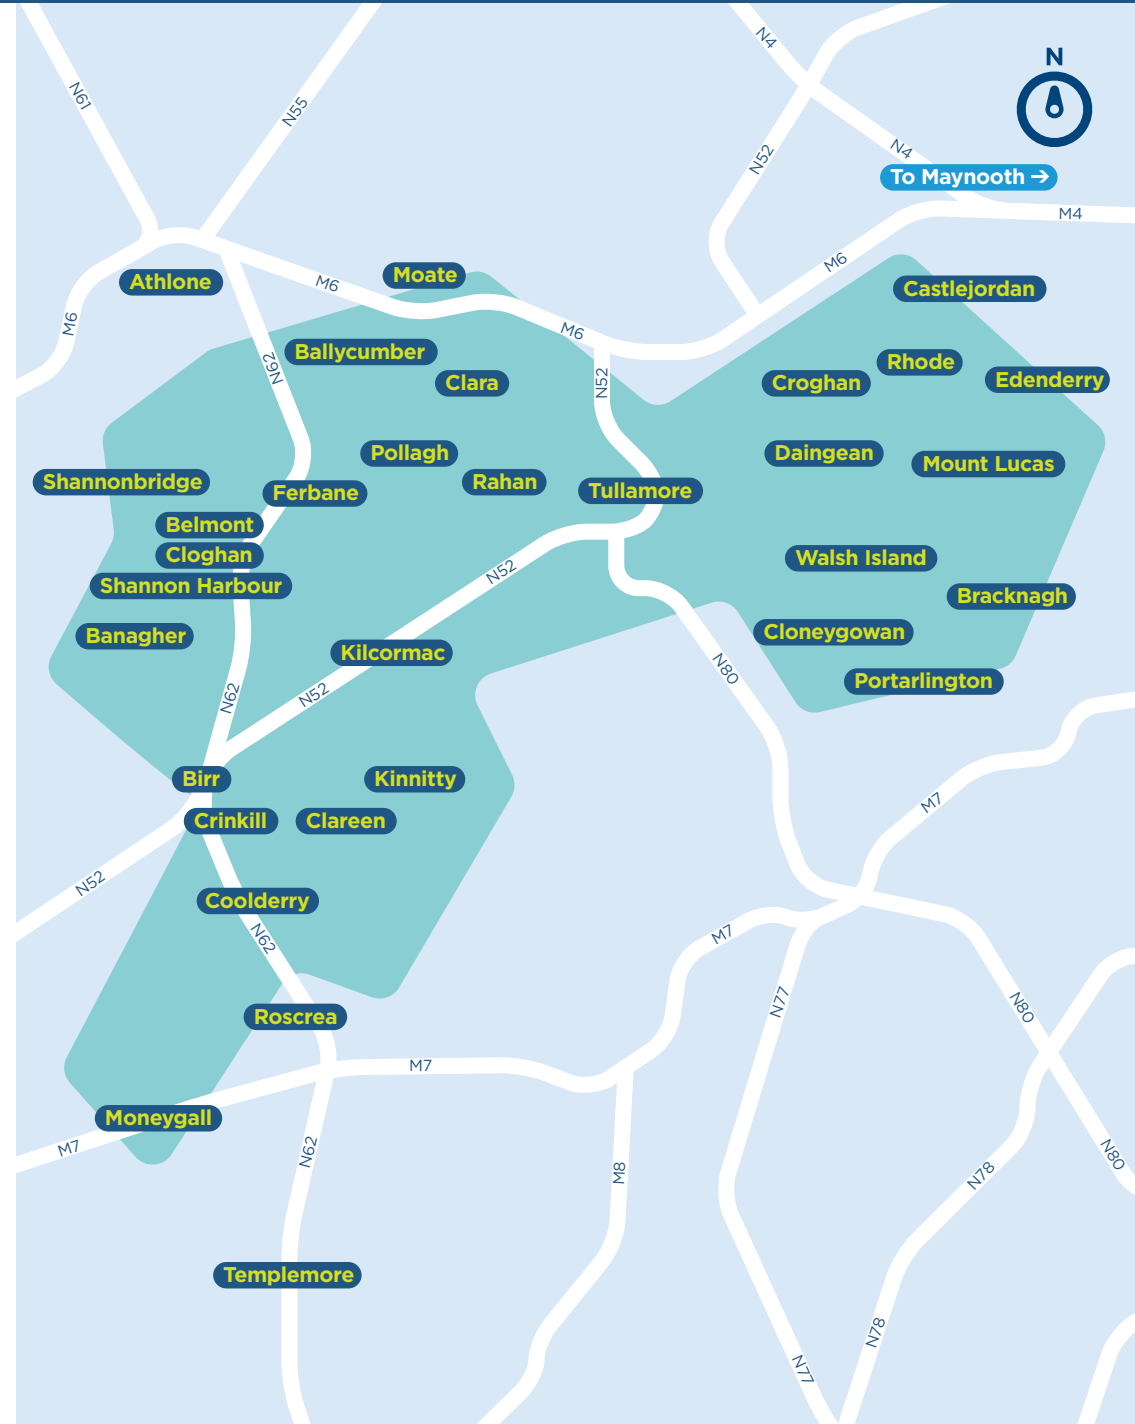 N4
N
N61
N55
N4
N52
To Maynooth →
M4
M6
Moate
Athlone
M6
Castlejordan
M6
M6
Ballycumber
Rhode
N62
Clara
N52
Croghan
Edenderry
Pollagh
Daingean
Mount Lucas
Shannonbridge
Rahan
Ferbane
Tullamore
Belmont
Cloghan
Walsh Island
N52
Shannon Harbour
Bracknagh
Banagher
Cloneygowan
Kilcormac
N80
Portarlington
N62
N52
Birr
Kinnitty
M7
Crinkill
Clareen
N52
Coolderry
N62
M7
N77
N80
Roscrea
M7
Moneygall
M7
N62
M8
N78
N80
Templemore
N78
N77